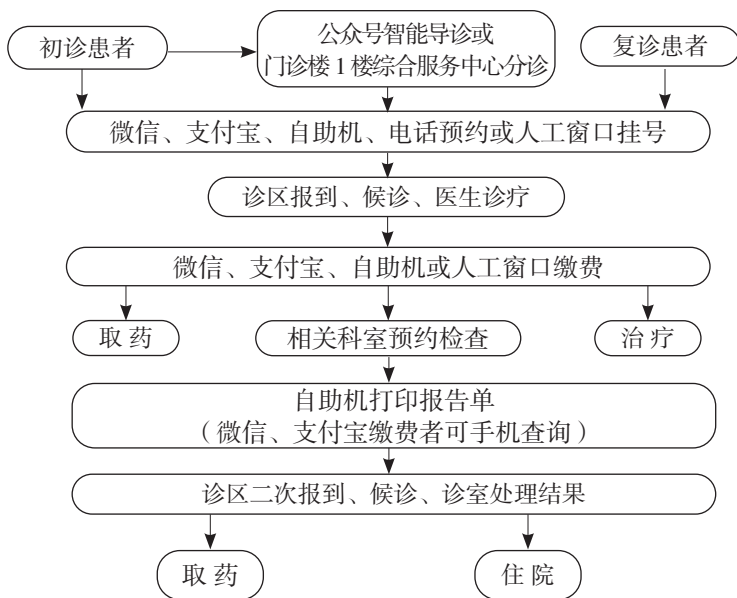 初诊患者
公众号智能导诊或
门诊楼1楼综合服务中心分诊
复诊患者
微信、支付宝、自助机、电话预约或人工窗口挂号
诊区报到、候诊、医生诊疗
微信、支付宝、自助机或人工窗口缴费
取 药
相关科室预约检查
治 疗
自助机打印报告单
（微信、支付宝缴费者可手机查询）
诊区二次报到、候诊、诊室处理结果
取 药
住 院